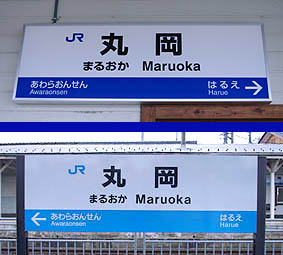 JR 丸岡
まるおか Maruoka
あわらおんせん はるえ →
Awaraonsen Harue
JR 丸岡
まるおか Maruoka
← あわらおんせん はるえ
Awaraonsen Harue